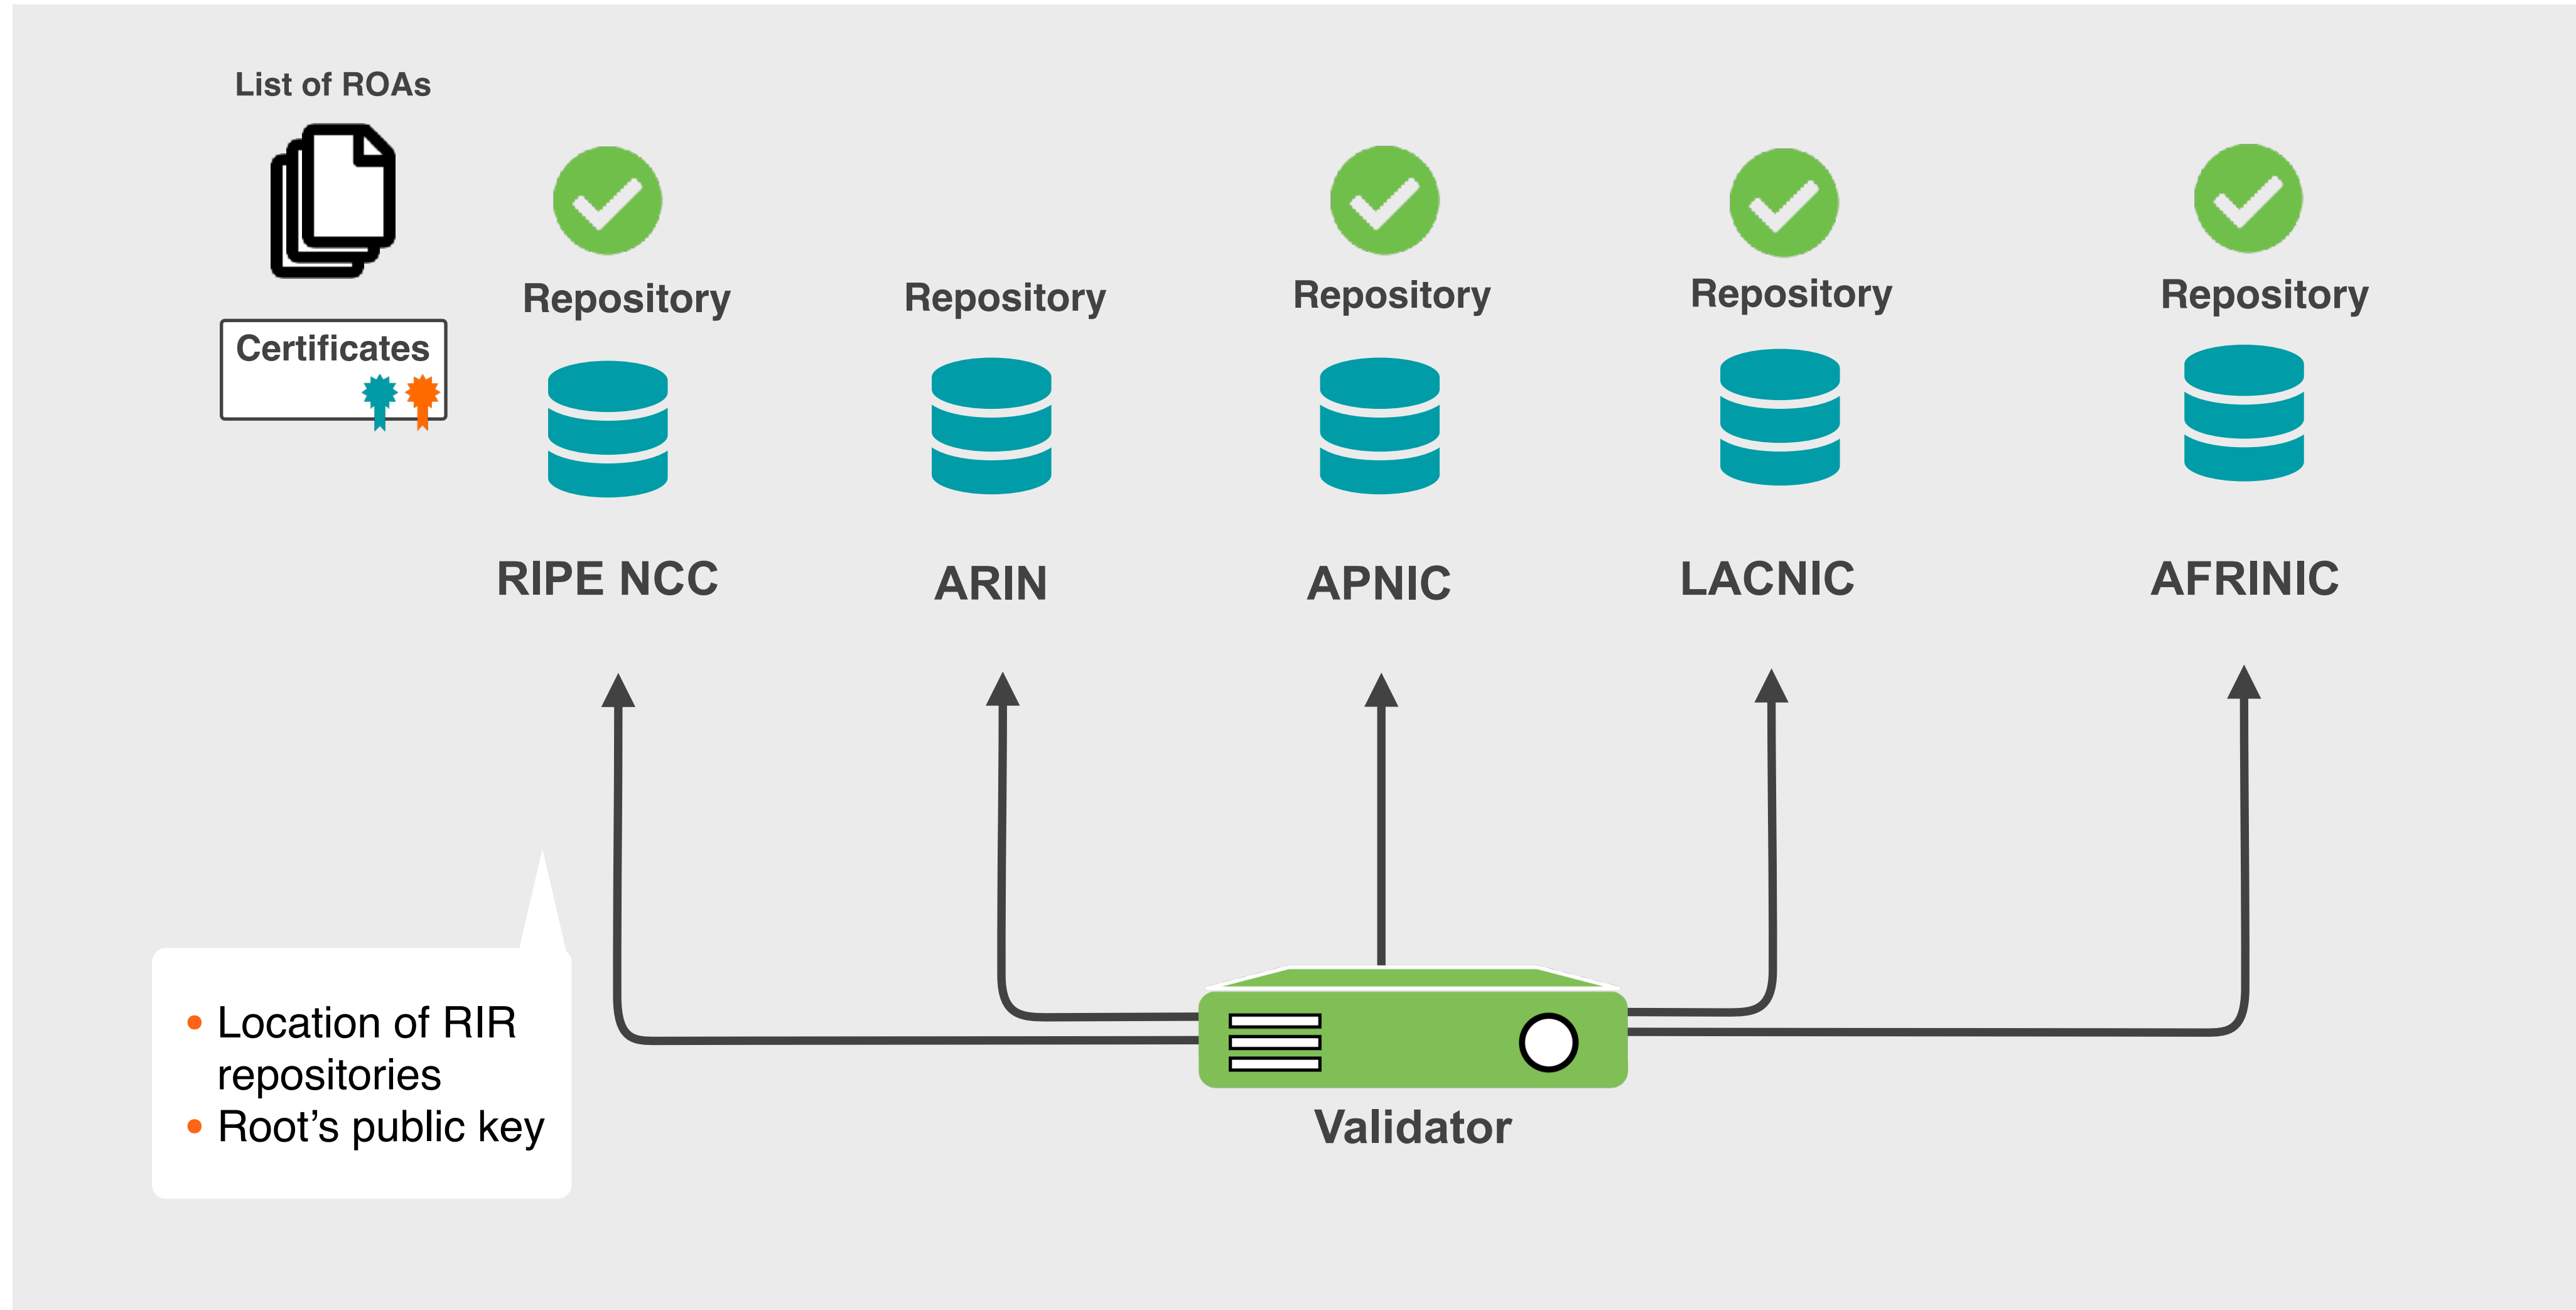 List of ROAs
Certificates
Repository
Repository
Repository
Repository
Repository
RIPE NCC
ARIN
APNIC
LACNIC
AFRINIC
• Location of RIR
repositories
• Root’s public key
Validator